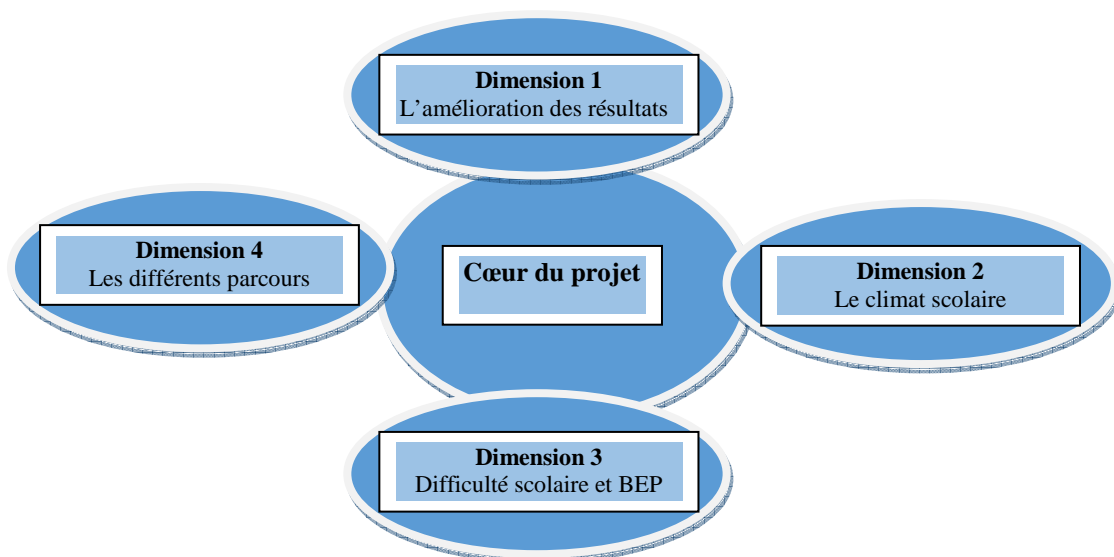 Dimension 1
L’amélioration des résultats
Dimension 4
Les différents parcours
Cœur du projet
Dimension 2
Le climat scolaire
Dimension 3
Difficulté scolaire et BEP